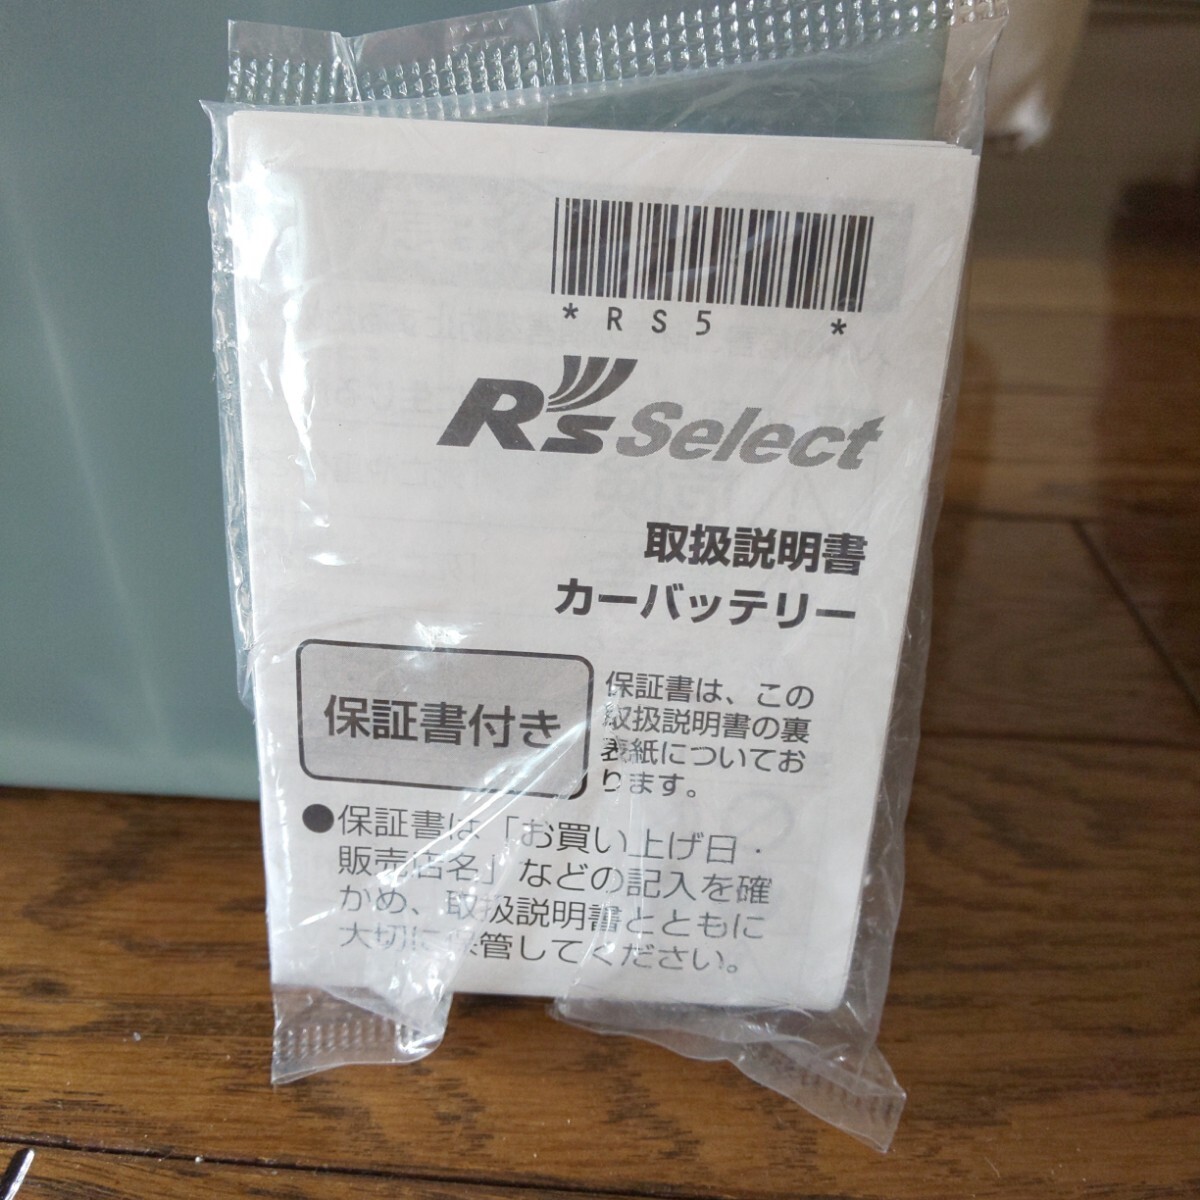 *RS5 *
R's Select
取扱説明書
カーバッテリー
保証書付き
保証書は、この
取扱説明書の裏
表紙についてお
ります。
●保証書は「お買い上げ日・
販売店名」などの記入を確
かめ、取扱説明書とともに
大切に保管してください。